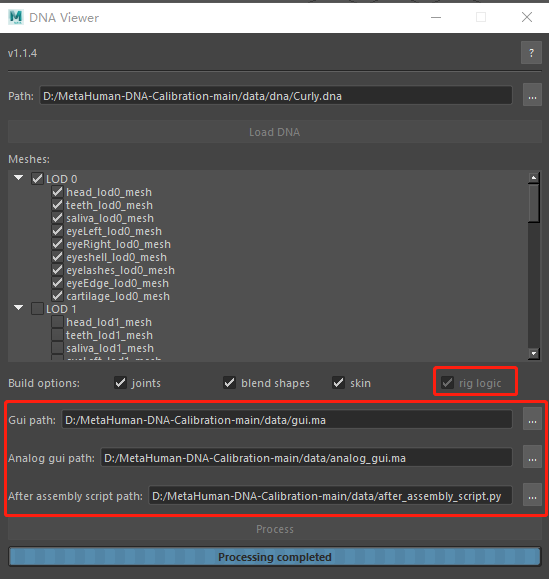 DNA Viewer
v1.1.4
?
Path: D:/MetaHuman-DNA-Calibration-main/data/dna/Curly.dna ...
Load DNA
Meshes:
LOD 0
head_lod0_mesh
teeth_lod0_mesh
saliva_lod0_mesh
eyeLeft_lod0_mesh
eyeRight_lod0_mesh
eyeshell_lod0_mesh
eyelashes_lod0_mesh
eyeEdge_lod0_mesh
cartilage_lod0_mesh
LOD 1
head_lod1_mesh
teeth_lod1_mesh
saliva_lod1_mesh
eyeLeft_lod1_mesh
Build options: joints blend shapes skin rig logic
Gui path: D:/MetaHuman-DNA-Calibration-main/data/gui.ma ...
Analog gui path: D:/MetaHuman-DNA-Calibration-main/data/analog_gui.ma ...
After assembly script path: D:/MetaHuman-DNA-Calibration-main/data/after_assembly_script.py ...
Process
Processing completed